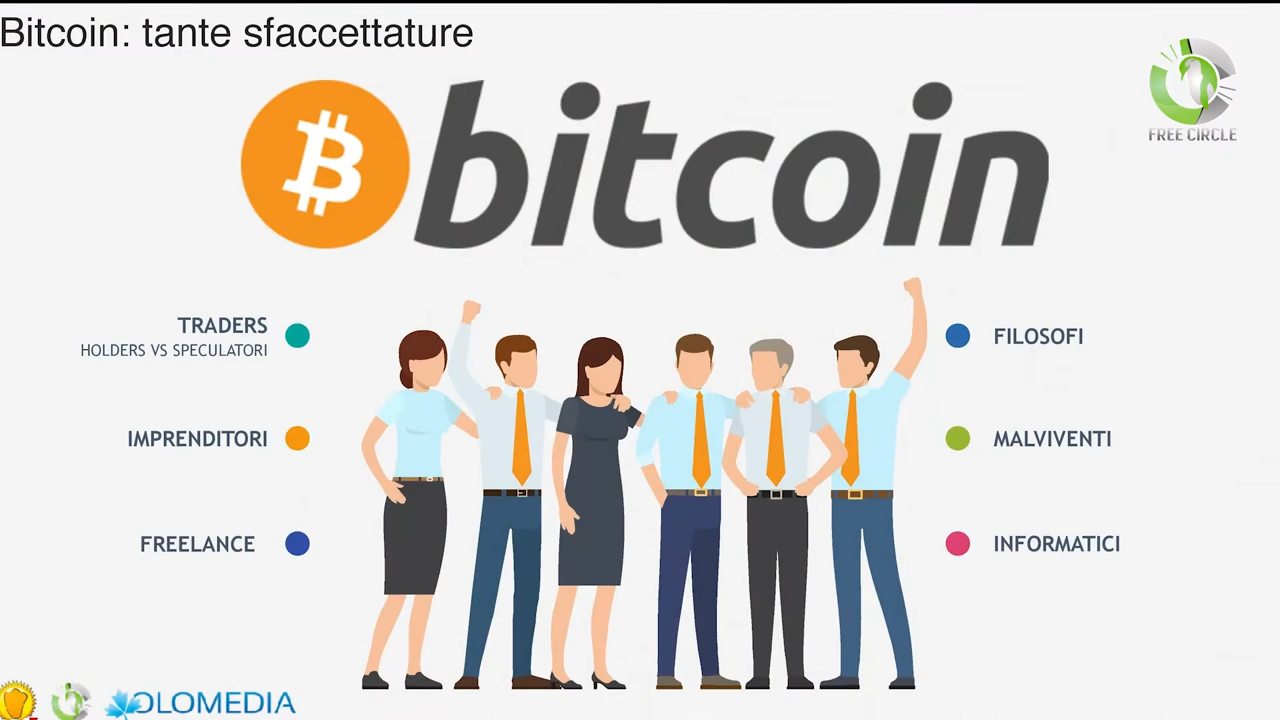 Bitcoin: tante sfaccettature
bitcoin
FREE CIRCLE
TRADERS
HOLDERS VS SPECULATORI
IMPRENDITORI
FREELANCE
FILOSOFI
MALVIVENTI
INFORMATICI
OLOMEDIA